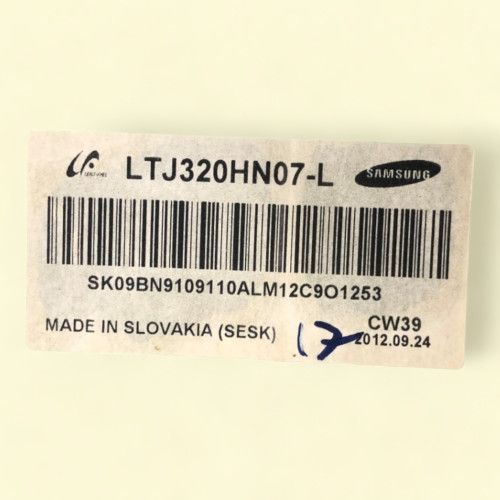 LTJ320HN07-L SAMSUNG
SK09BN9109110ALM12C9O1253
MADE IN SLOVAKIA (SESK) 17 CW39
2012.09.24